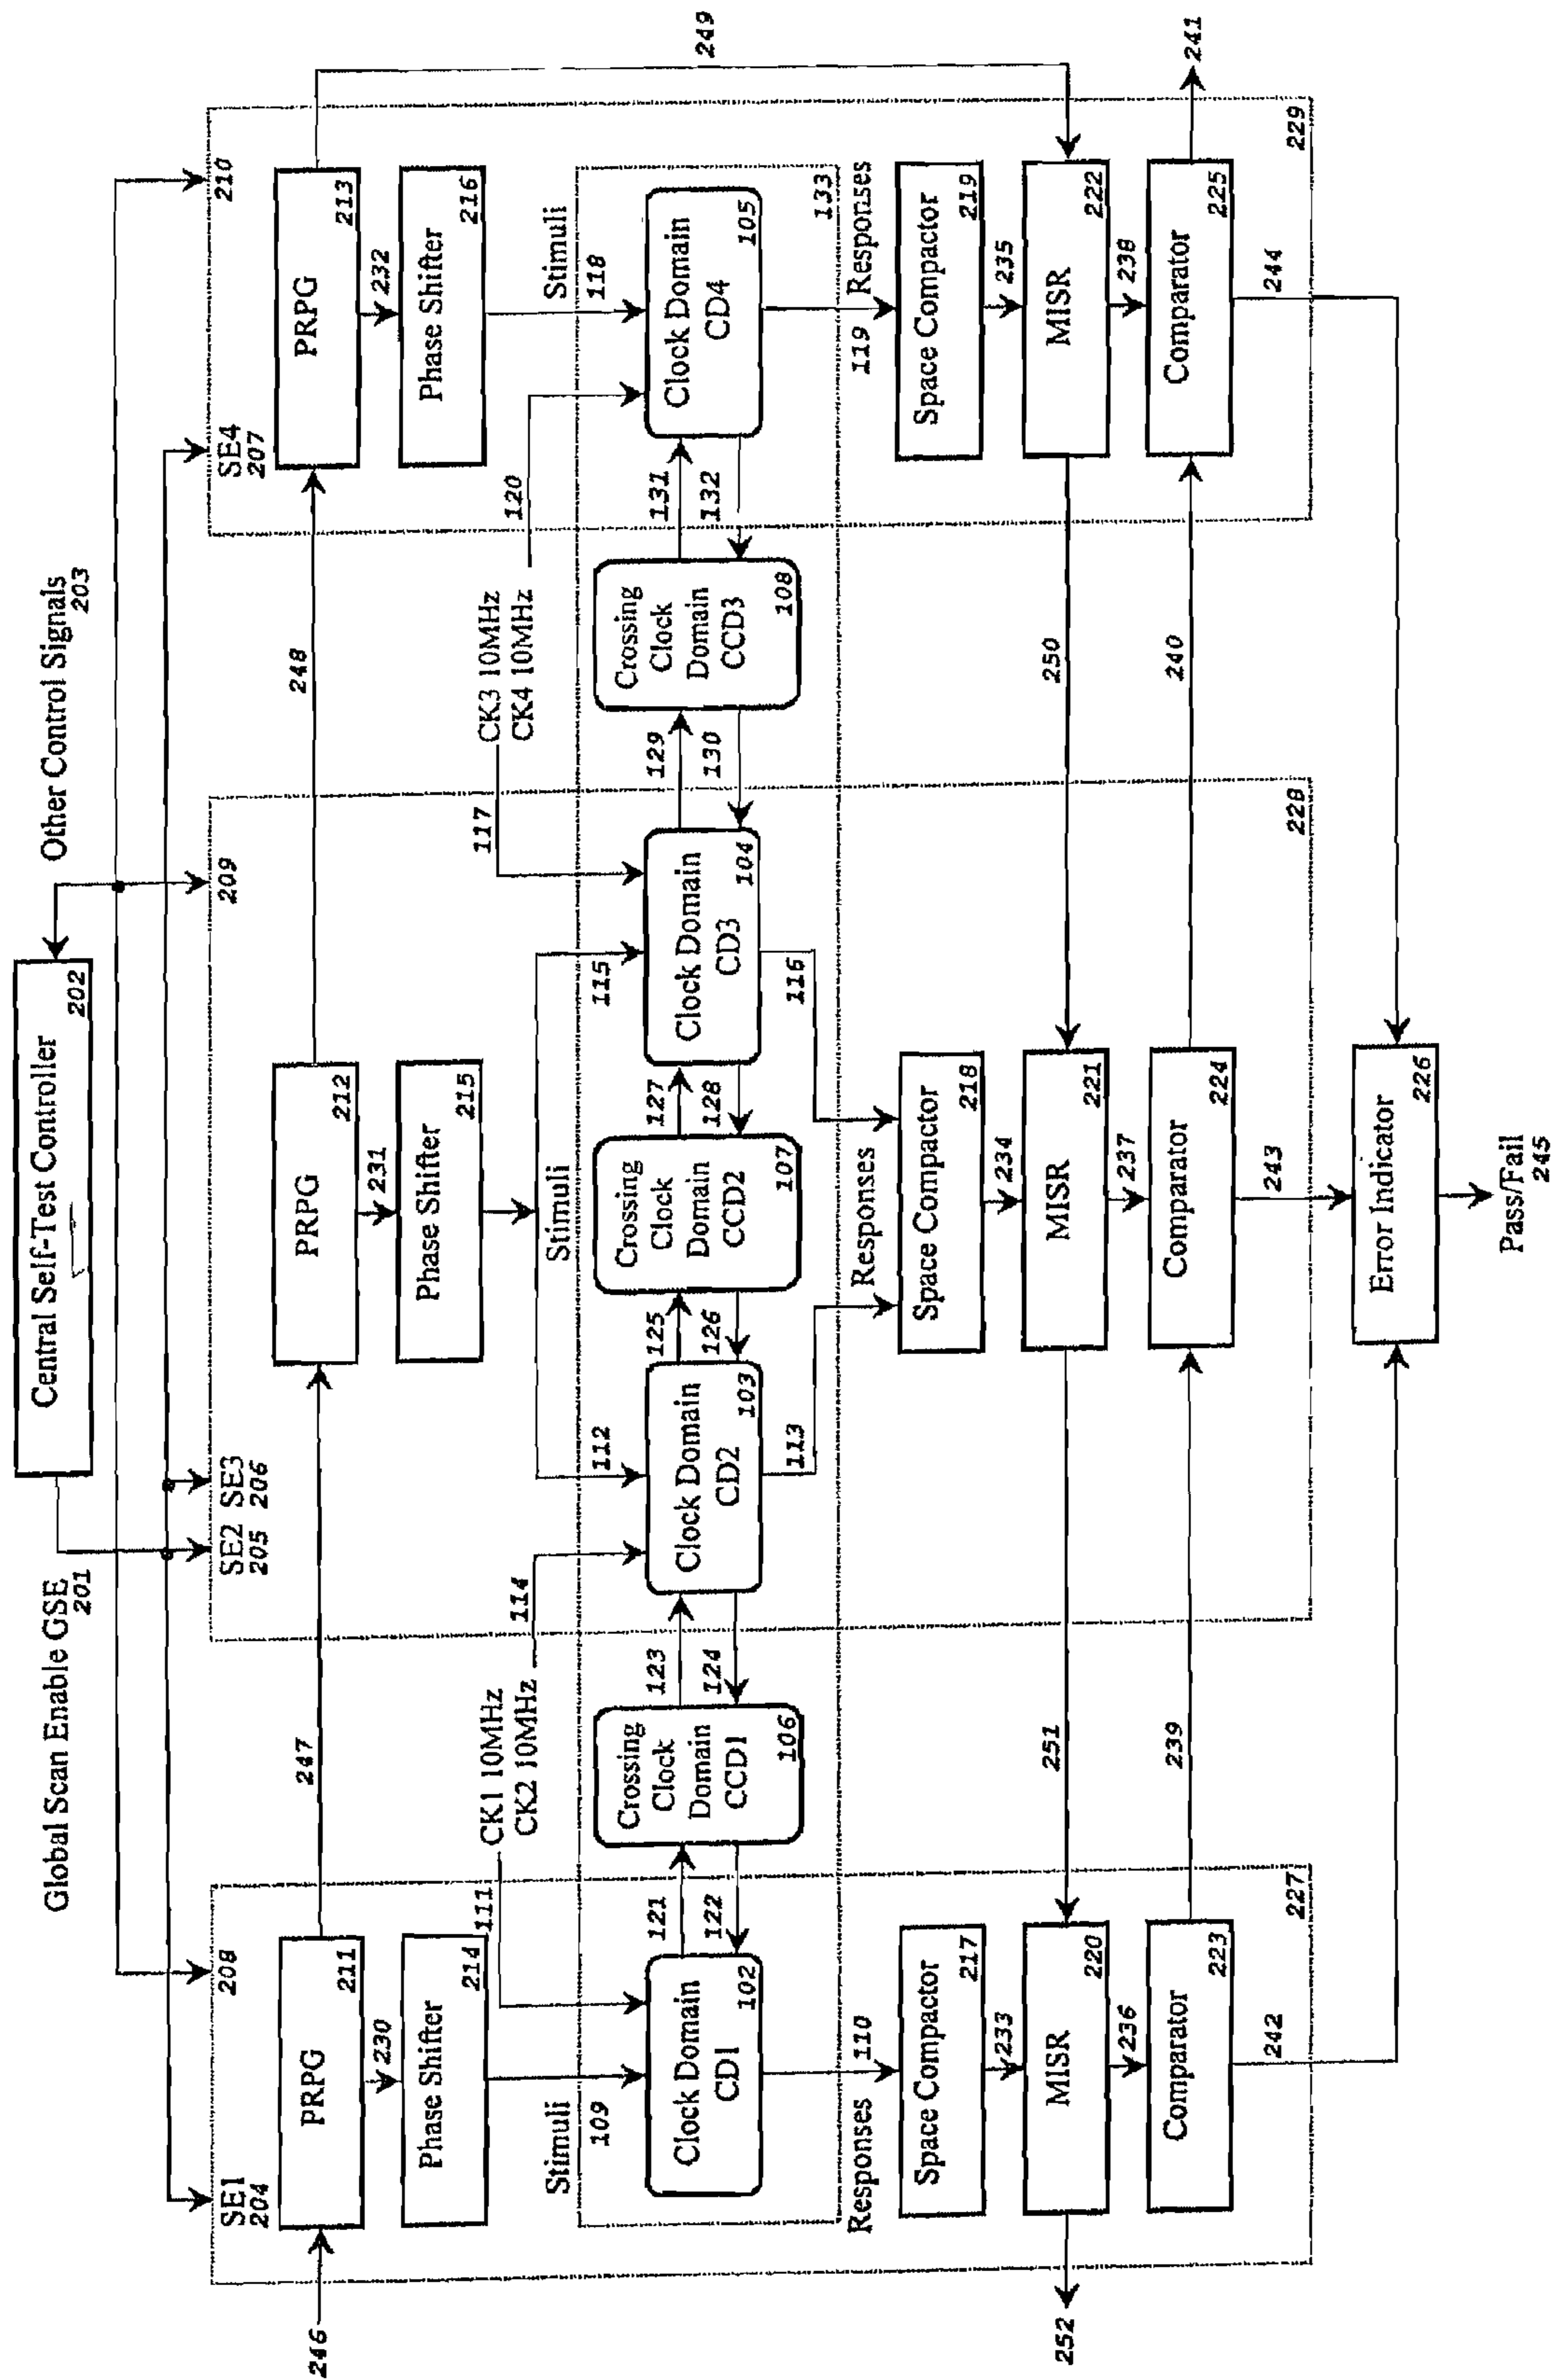 Central Self-Test Controller
202
Global Scan Enable GSE
201
Other Control Signals
203
SE1
204
208
SE2 SE3
205 206
209
SE4
207
210
246
PRPG
211
247
PRPG
212
248
PRPG
213
249
230
231
232
Phase Shifter
214
Phase Shifter
215
Phase Shifter
216
111
CK1 10MHz
CK2 10MHz
114
117
CK3 10MHz
CK4 10MHz
120
Stimuli
109
112
Stimuli
115
Stimuli
118
Clock Domain
CD1
102
121
122
Crossing
Clock
Domain
CCD1
106
123
124
Clock Domain
CD2
103
125
126
Crossing
Clock
Domain
CCD2
107
127
128
Clock Domain
CD3
104
129
130
Crossing
Clock
Domain
CCD3
108
131
132
Clock Domain
CD4
105
133
Responses
110
113
Responses
116
119
Responses
Space Compactor
217
Space Compactor
218
Space Compactor
219
233
234
235
252
MISR
220
251
MISR
221
250
MISR
222
236
237
238
Comparator
223
239
Comparator
224
240
Comparator
225
241
227
228
229
242
243
244
Error Indicator
226
Pass/Fail
245